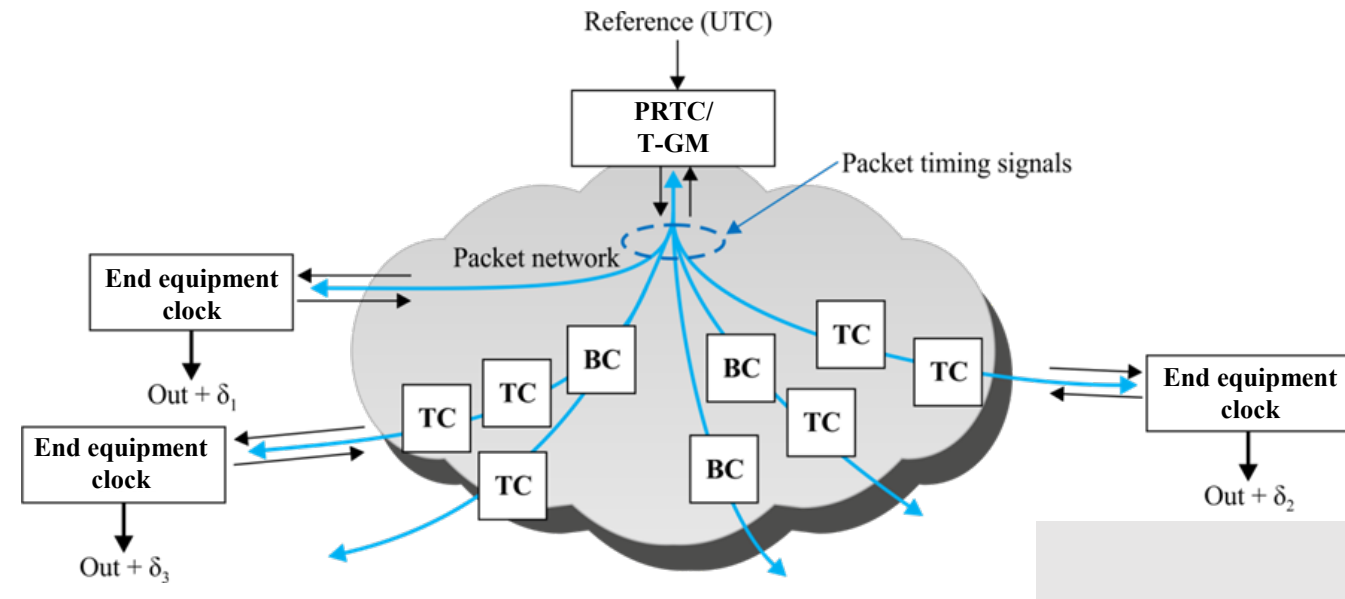 Reference (UTC)
PRTC/
T-GM
Packet timing signals
Packet network
End equipment
clock
Out + δ₁
TC
BC
BC
TC
TC
TC
TC
End equipment
clock
Out + δ₂
End equipment
clock
Out + δ₃
TC
TC
BC